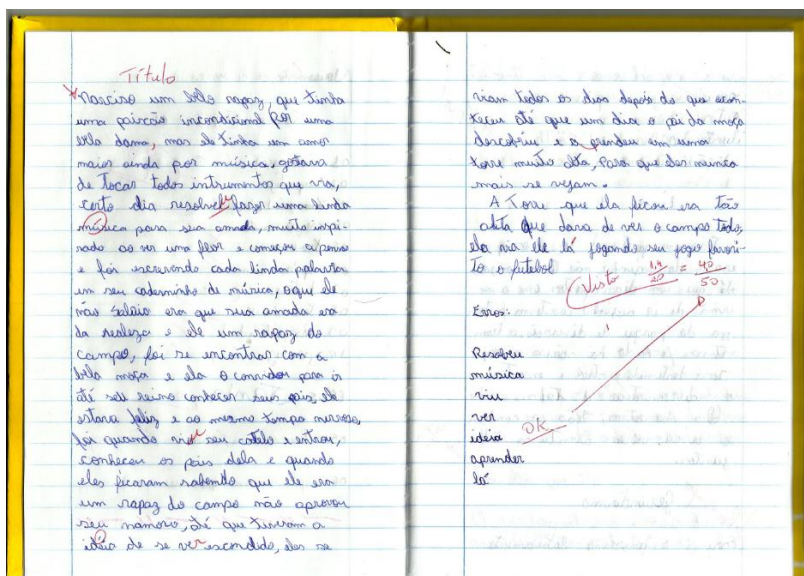 Título
Narciso um belo rapaz, que tinha
uma paixão incondicional por uma
bela dama, mas ele tinha um amor
maior ainda por música, gostava
de tocar todos intrumentos que via,
certo dia resolveu fazer uma linda
música para sua amada, muito inspi-
rado ao ver uma flor e começou a pensar
e foi escrevendo cada linda palavra
em seu caderninho de música, oque ele
não sabia era que sua amada era
da realeza e ele um rapaz do
campo, foi se encontrar com a
bela moça e ela o convidou para ir
até seu reino conhecer seus pais, ele
estava feliz e ao mesmo tempo nervoso,
foi quando viu seu castelo e entrou,
conheceu os pais dela e quando
eles ficaram sabendo que ele era
um rapaz do campo não aprovou
seu namoro, até que tiveram a
idéia de se ver escondido, eles se
viam todos os dias depois do que acon-
teceu até que um dia o pai da moça
descobriu e a prendeu em uma
torre muito alta, para que eles nunca
mais se vejam.
A Torre que ela ficou era tão
alta que dava de ver o campo todo,
ela via ele lá jogando seu jogo favori-
to o futebol
Visto 40
20 = 50
Erros:
Resolveu
música
viu
ver
idéia OK
aprender
lá